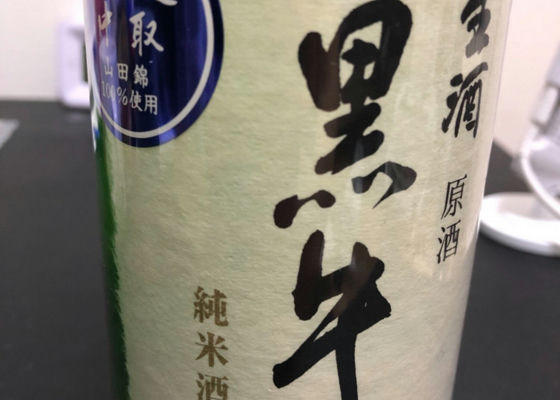 生酒
原酒
黒牛
純米酒
中取
山田錦
100%使用